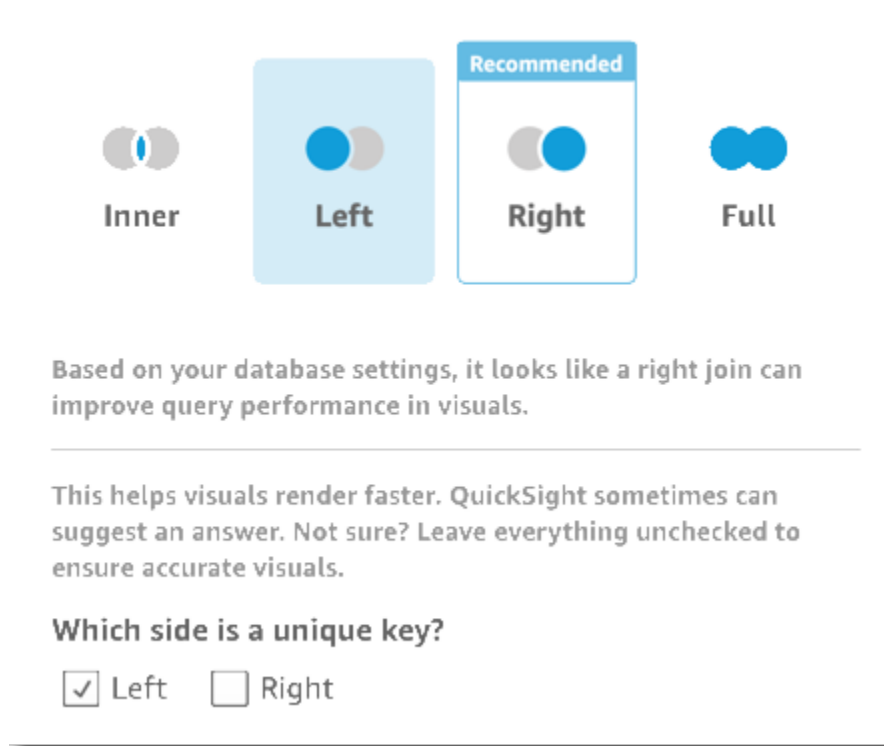 Recommended
Inner Left Right Full
Based on your database settings, it looks like a right join can
improve query performance in visuals.
This helps visuals render faster. QuickSight sometimes can
suggest an answer. Not sure? Leave everything unchecked to
ensure accurate visuals.
Which side is a unique key?
Left Right